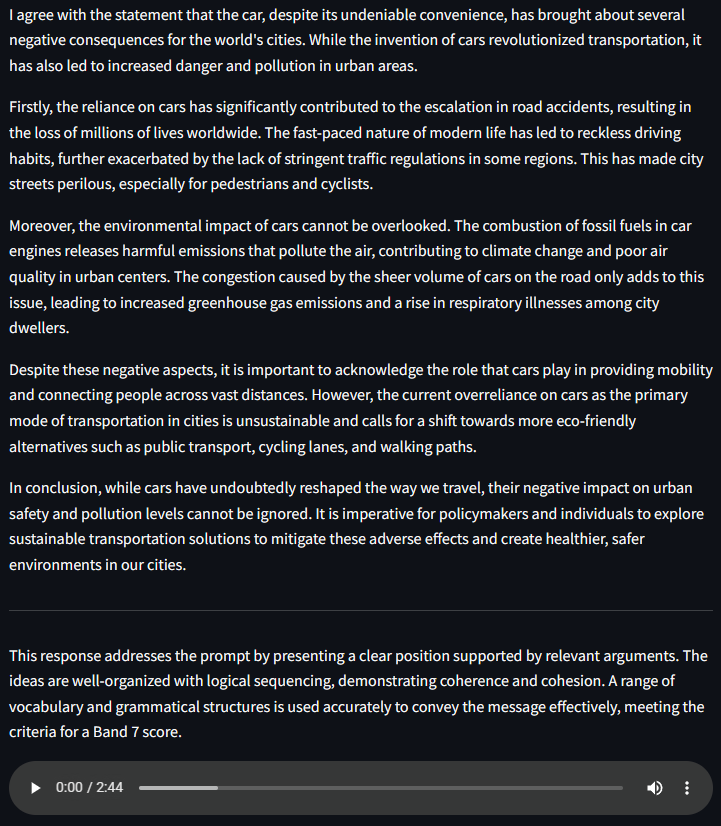 I agree with the statement that the car, despite its undeniable convenience, has brought about several
negative consequences for the world's cities. While the invention of cars revolutionized transportation, it
has also led to increased danger and pollution in urban areas.
Firstly, the reliance on cars has significantly contributed to the escalation in road accidents, resulting in
the loss of millions of lives worldwide. The fast-paced nature of modern life has led to reckless driving
habits, further exacerbated by the lack of stringent traffic regulations in some regions. This has made city
streets perilous, especially for pedestrians and cyclists.
Moreover, the environmental impact of cars cannot be overlooked. The combustion of fossil fuels in car
engines releases harmful emissions that pollute the air, contributing to climate change and poor air
quality in urban centers. The congestion caused by the sheer volume of cars on the road only adds to this
issue, leading to increased greenhouse gas emissions and a rise in respiratory illnesses among city
dwellers.
Despite these negative aspects, it is important to acknowledge the role that cars play in providing mobility
and connecting people across vast distances. However, the current overreliance on cars as the primary
mode of transportation in cities is unsustainable and calls for a shift towards more eco-friendly
alternatives such as public transport, cycling lanes, and walking paths.
In conclusion, while cars have undoubtedly reshaped the way we travel, their negative impact on urban
safety and pollution levels cannot be ignored. It is imperative for policymakers and individuals to explore
sustainable transportation solutions to mitigate these adverse effects and create healthier, safer
environments in our cities.
This response addresses the prompt by presenting a clear position supported by relevant arguments. The
ideas are well-organized with logical sequencing, demonstrating coherence and cohesion. A range of
vocabulary and grammatical structures is used accurately to convey the message effectively, meeting the
criteria for a Band 7 score.
0:00 / 2:44